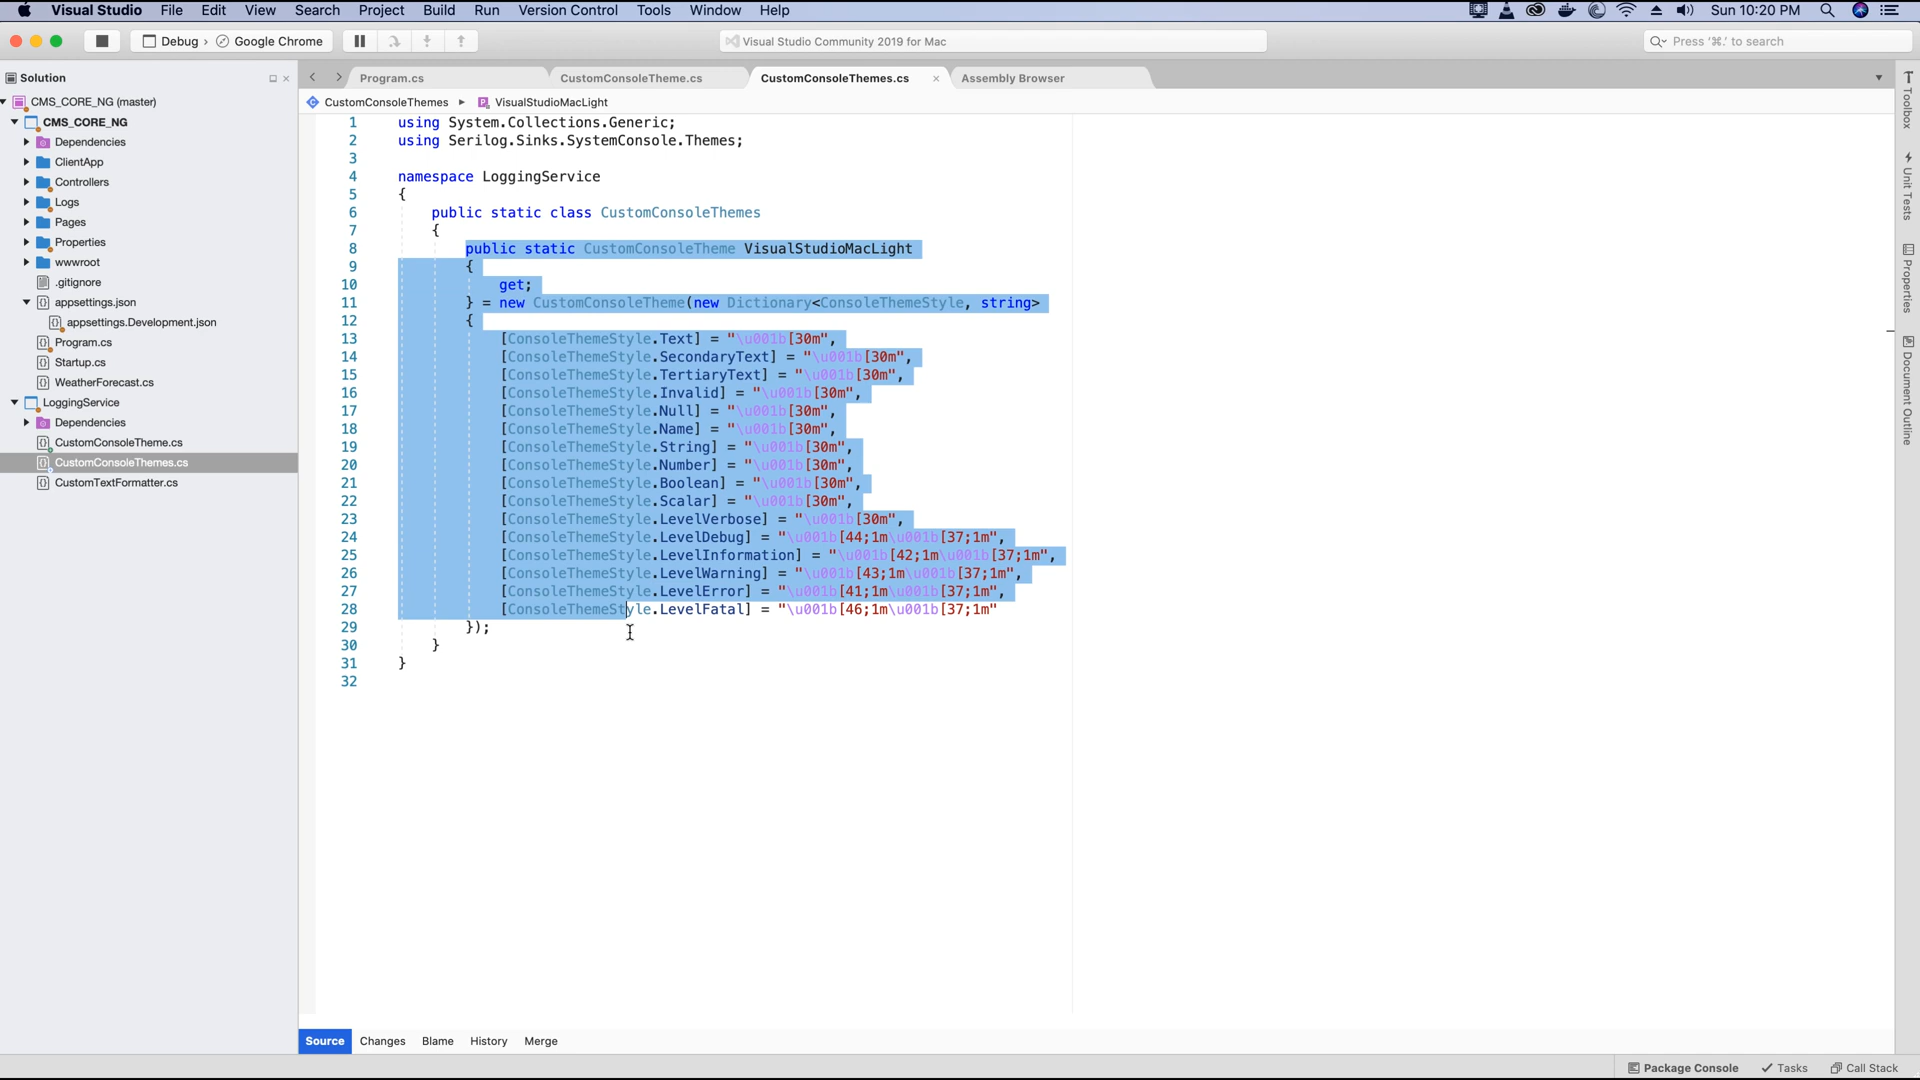 Visual Studio File Edit View Search Project Build Run Version Control Tools Window Help Sun 10:20 PM
Debug › Google Chrome Visual Studio Community 2019 for Mac Press '⌘.' to search
Solution
CMS_CORE_NG (master)
CMS_CORE_NG
Dependencies
ClientApp
Controllers
Logs
Pages
Properties
wwwroot
.gitignore
appsettings.json
appsettings.Development.json
Program.cs
Startup.cs
WeatherForecast.cs
LoggingService
Dependencies
CustomConsoleTheme.cs
CustomConsoleThemes.cs
CustomTextFormatter.cs
Program.cs CustomConsoleTheme.cs CustomConsoleThemes.cs × Assembly Browser
CustomConsoleThemes ▸ VisualStudioMacLight
1 using System.Collections.Generic;
2 using Serilog.Sinks.SystemConsole.Themes;
3
4 namespace LoggingService
5 {
6 public static class CustomConsoleThemes
7 {
8 public static CustomConsoleTheme VisualStudioMacLight
9 {
10 get;
11 } = new CustomConsoleTheme(new Dictionary<ConsoleThemeStyle, string>
12 {
13 [ConsoleThemeStyle.Text] = "\u001b[30m",
14 [ConsoleThemeStyle.SecondaryText] = "\u001b[30m",
15 [ConsoleThemeStyle.TertiaryText] = "\u001b[30m",
16 [ConsoleThemeStyle.Invalid] = "\u001b[30m",
17 [ConsoleThemeStyle.Null] = "\u001b[30m",
18 [ConsoleThemeStyle.Name] = "\u001b[30m",
19 [ConsoleThemeStyle.String] = "\u001b[30m",
20 [ConsoleThemeStyle.Number] = "\u001b[30m",
21 [ConsoleThemeStyle.Boolean] = "\u001b[30m",
22 [ConsoleThemeStyle.Scalar] = "\u001b[30m",
23 [ConsoleThemeStyle.LevelVerbose] = "\u001b[30m",
24 [ConsoleThemeStyle.LevelDebug] = "\u001b[44;1m\u001b[37;1m",
25 [ConsoleThemeStyle.LevelInformation] = "\u001b[42;1m\u001b[37;1m",
26 [ConsoleThemeStyle.LevelWarning] = "\u001b[43;1m\u001b[37;1m",
27 [ConsoleThemeStyle.LevelError] = "\u001b[41;1m\u001b[37;1m",
28 [ConsoleThemeStyle.LevelFatal] = "\u001b[46;1m\u001b[37;1m"
29 });
30 }
31 }
32
Toolbox
Unit Tests
Properties
Document Outline
Source Changes Blame History Merge
Package Console Tasks Call Stack